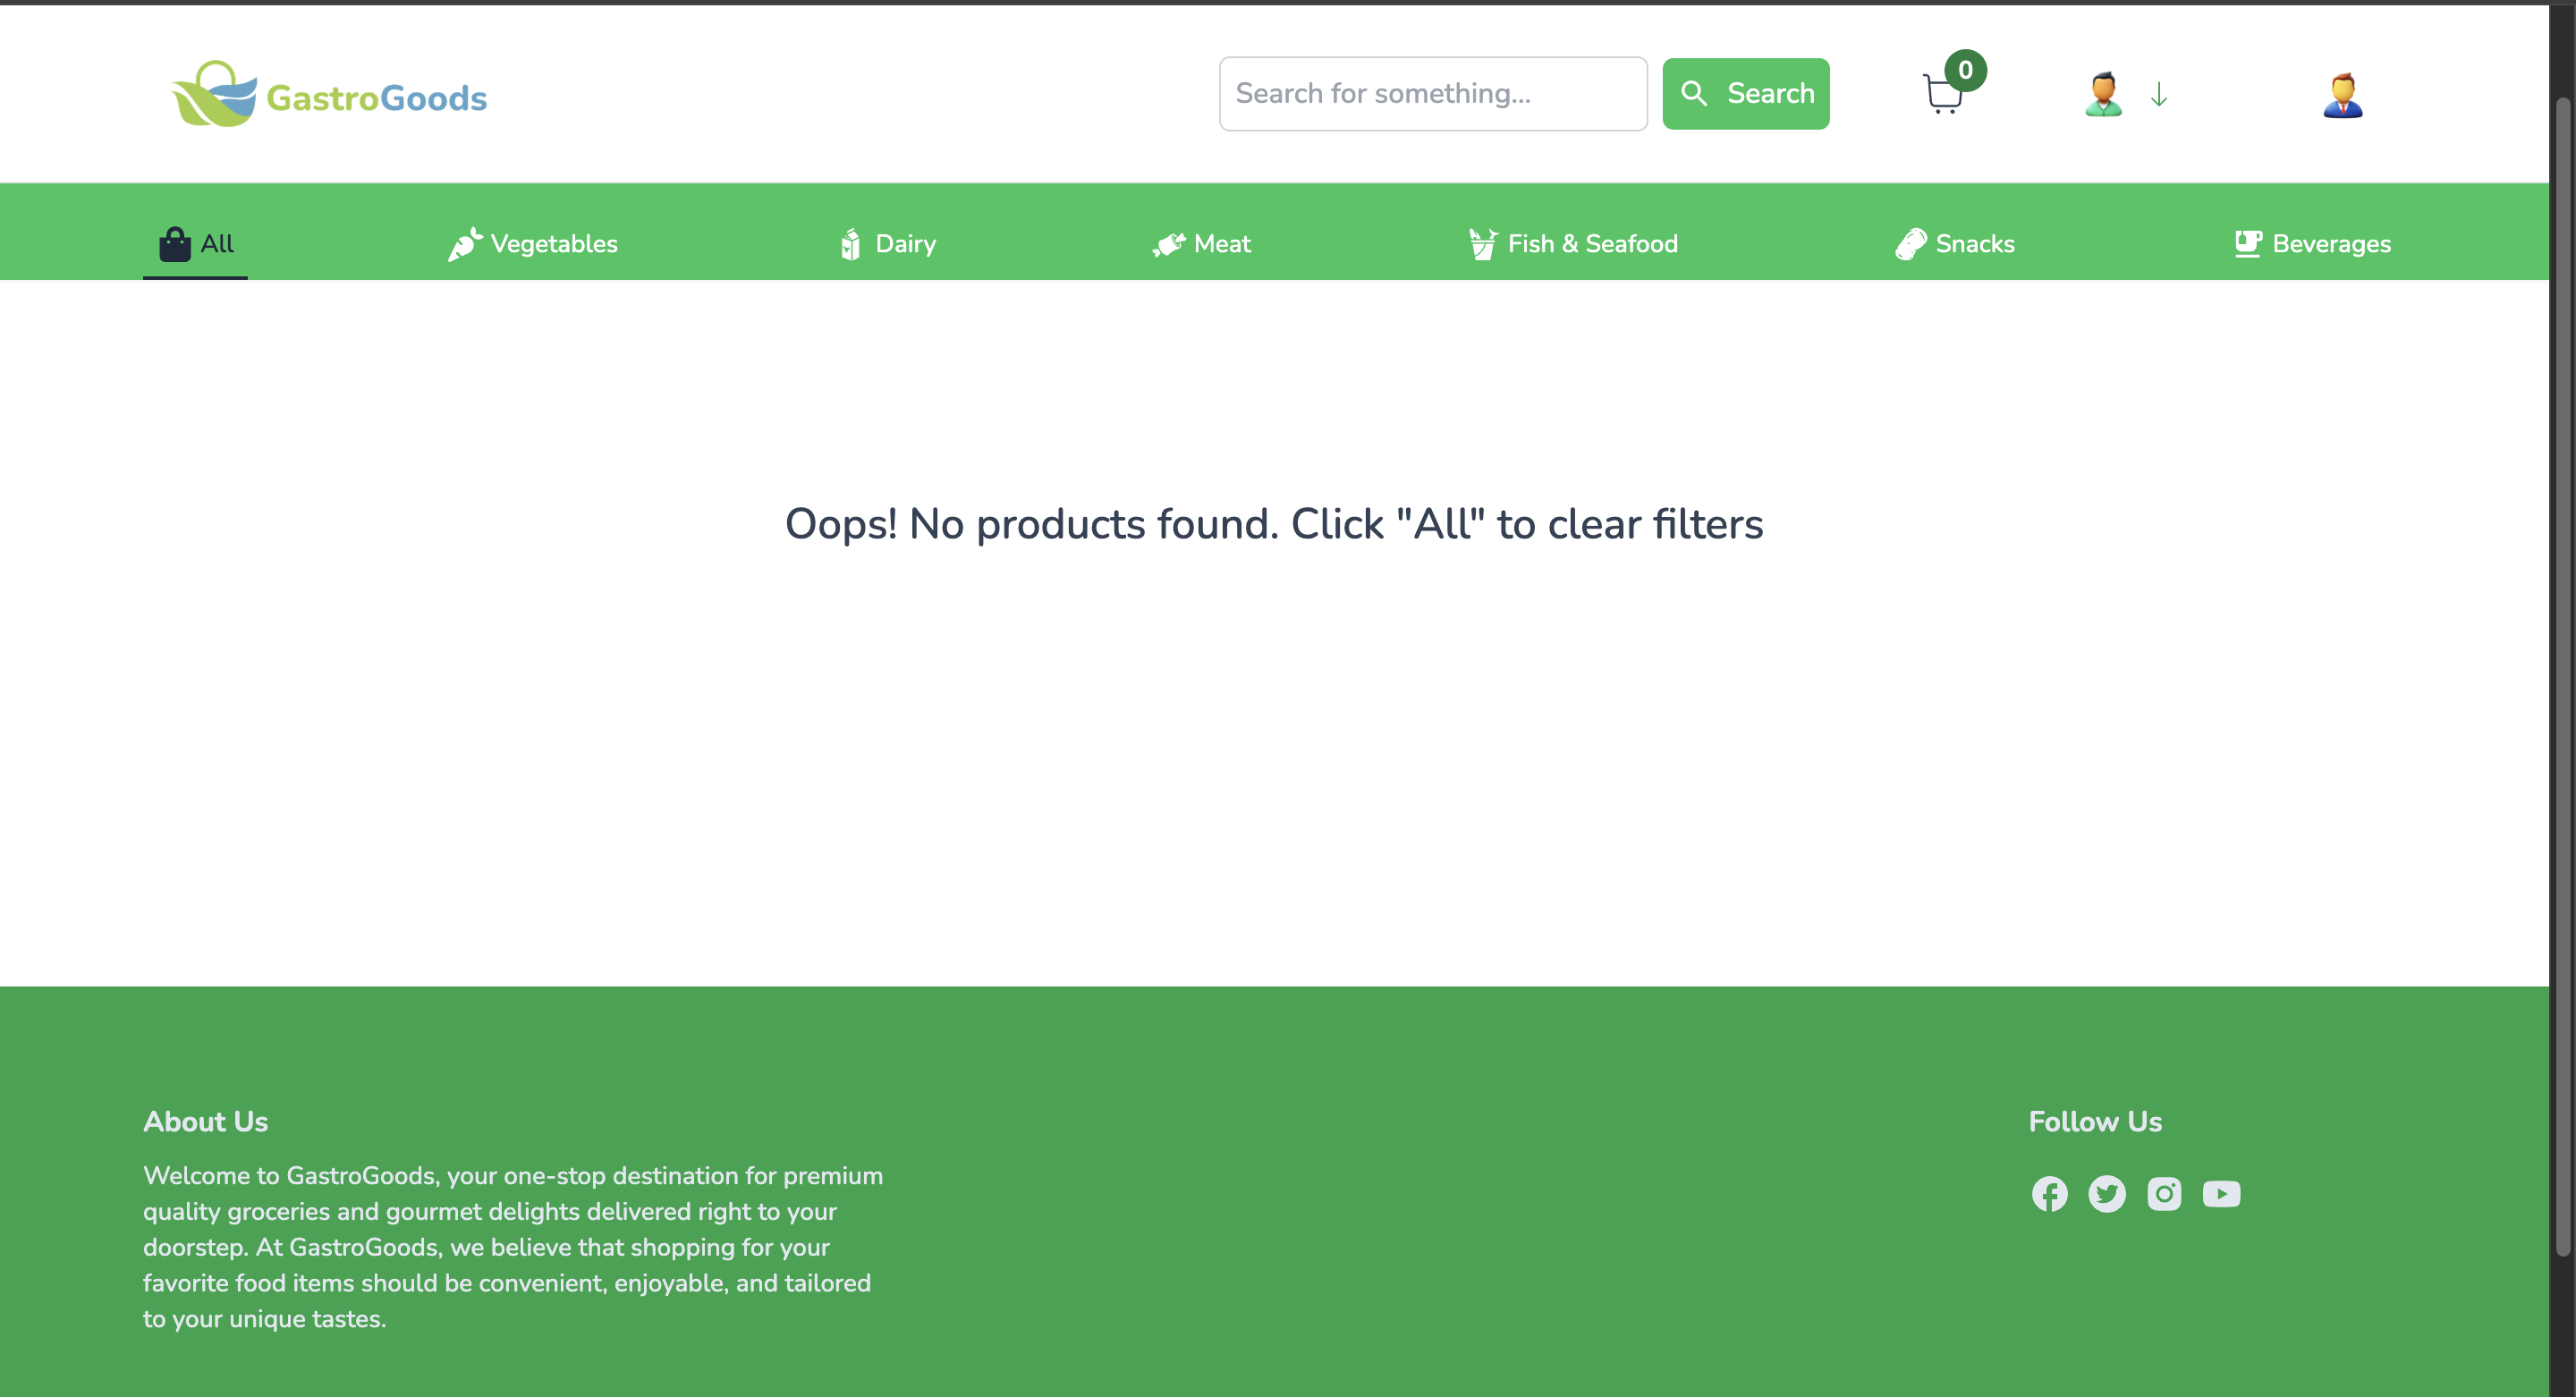 GastroGoods
Search for something...
Search
0
All
Vegetables
Dairy
Meat
Fish & Seafood
Snacks
Beverages
Oops! No products found. Click "All" to clear filters
About Us
Welcome to GastroGoods, your one-stop destination for premium
quality groceries and gourmet delights delivered right to your
doorstep. At GastroGoods, we believe that shopping for your
favorite food items should be convenient, enjoyable, and tailored
to your unique tastes.
Follow Us